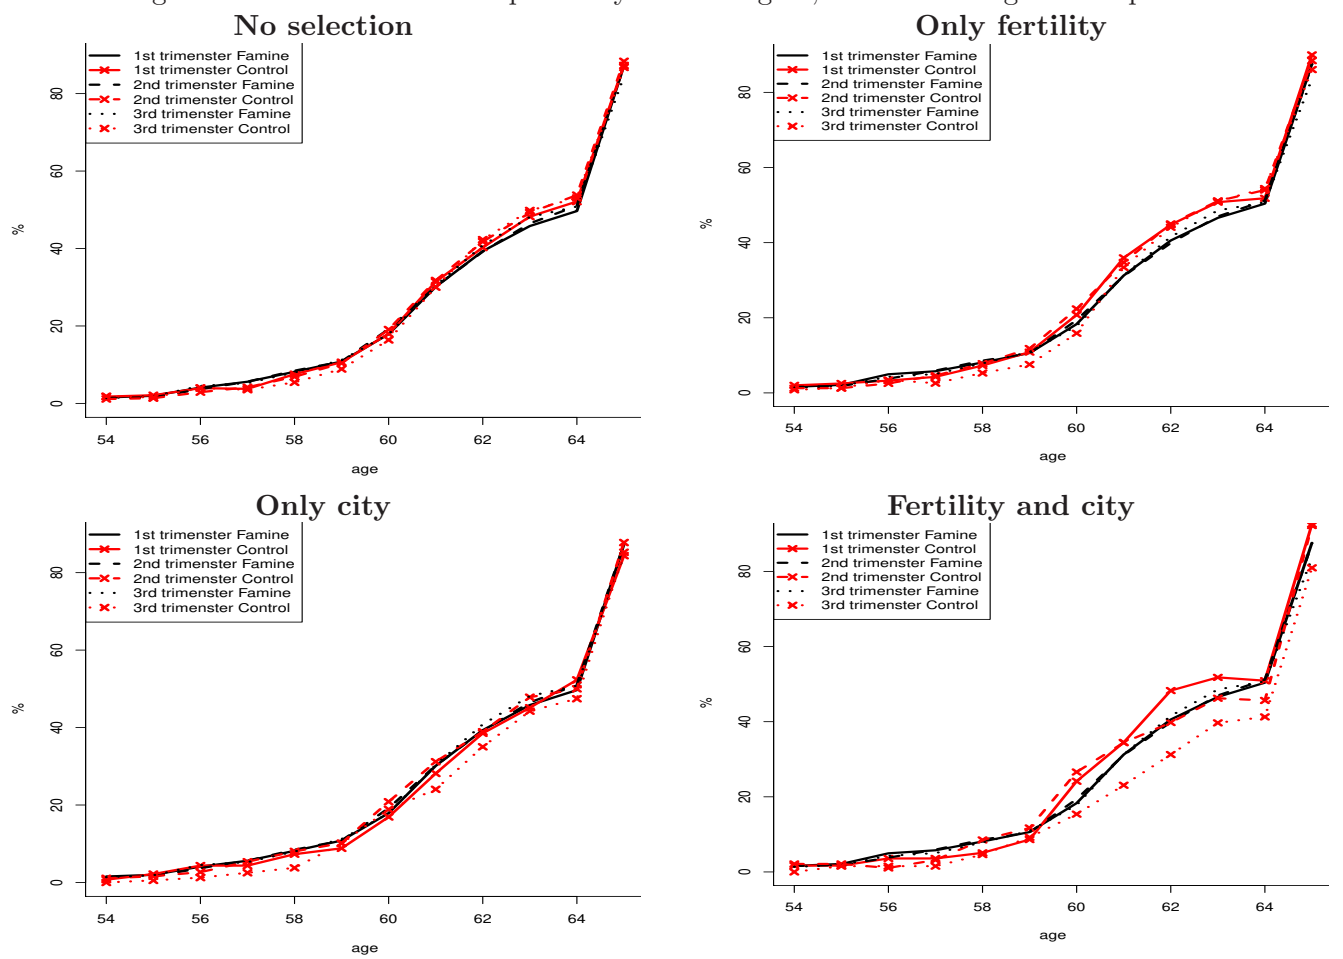 No selection
1st trimenster Famine
1st trimenster Control
2nd trimenster Famine
2nd trimenster Control
3rd trimenster Famine
3rd trimenster Control
80
60
40
20
0
%
54 56 58 60 62 64
age
Only fertility
1st trimenster Famine
1st trimenster Control
2nd trimenster Famine
2nd trimenster Control
3rd trimenster Famine
3rd trimenster Control
80
60
40
20
0
%
54 56 58 60 62 64
age
Only city
1st trimenster Famine
1st trimenster Control
2nd trimenster Famine
2nd trimenster Control
3rd trimenster Famine
3rd trimenster Control
80
60
40
20
0
%
54 56 58 60 62 64
age
Fertility and city
1st trimenster Famine
1st trimenster Control
2nd trimenster Famine
2nd trimenster Control
3rd trimenster Famine
3rd trimenster Control
80
60
40
20
0
%
54 56 58 60 62 64
age